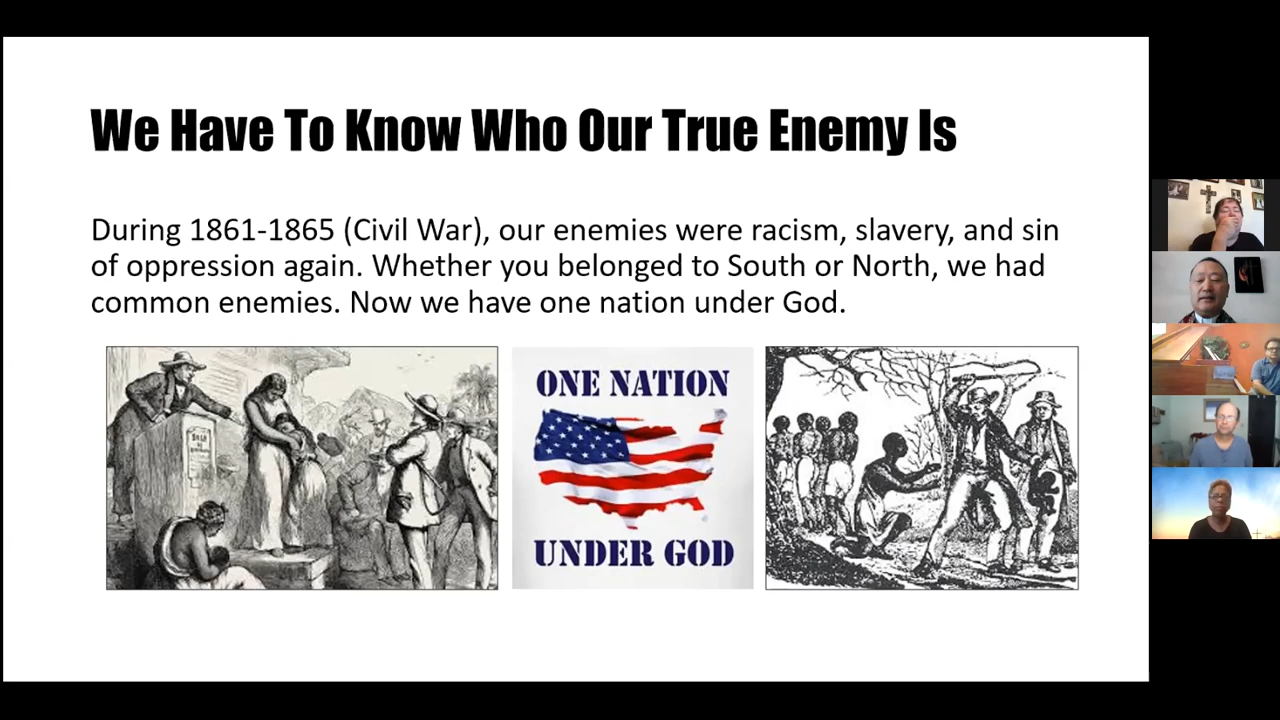 We Have To Know Who Our True Enemy Is
During 1861-1865 (Civil War), our enemies were racism, slavery, and sin
of oppression again. Whether you belonged to South or North, we had
common enemies. Now we have one nation under God.
ONE NATION
UNDER GOD